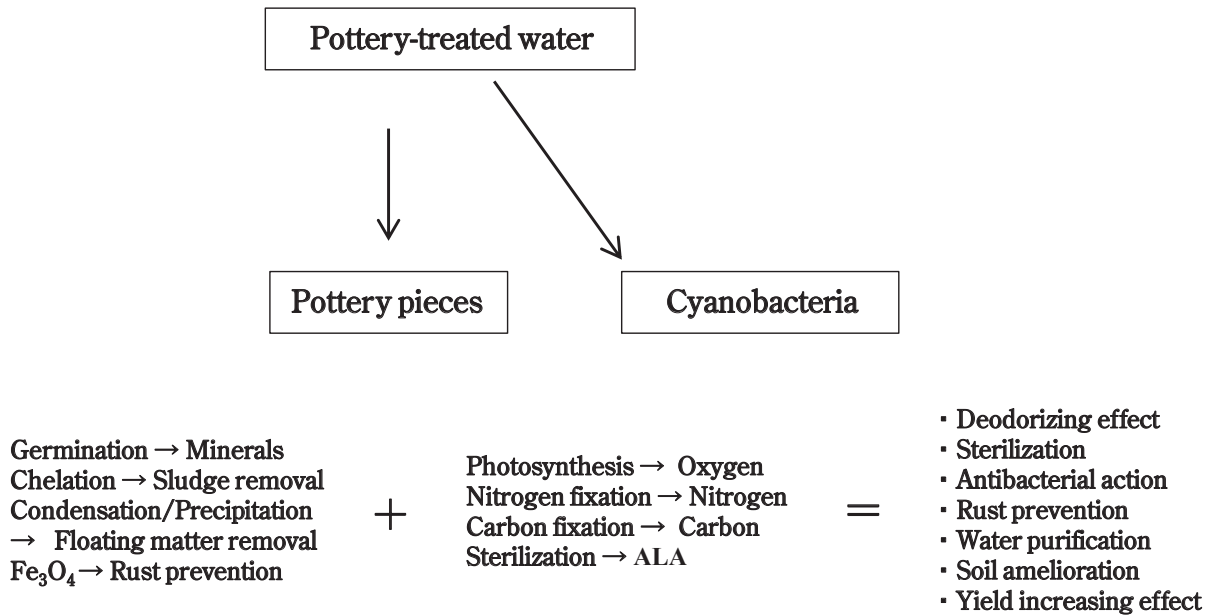 Pottery-treated water
Pottery pieces
Cyanobacteria
Germination → Minerals
Chelation → Sludge removal
Condensation/Precipitation
→ Floating matter removal
Fe₃O₄ → Rust prevention
+
Photosynthesis → Oxygen
Nitrogen fixation → Nitrogen
Carbon fixation → Carbon
Sterilization → ALA
=
・Deodorizing effect
・Sterilization
・Antibacterial action
・Rust prevention
・Water purification
・Soil amelioration
・Yield increasing effect